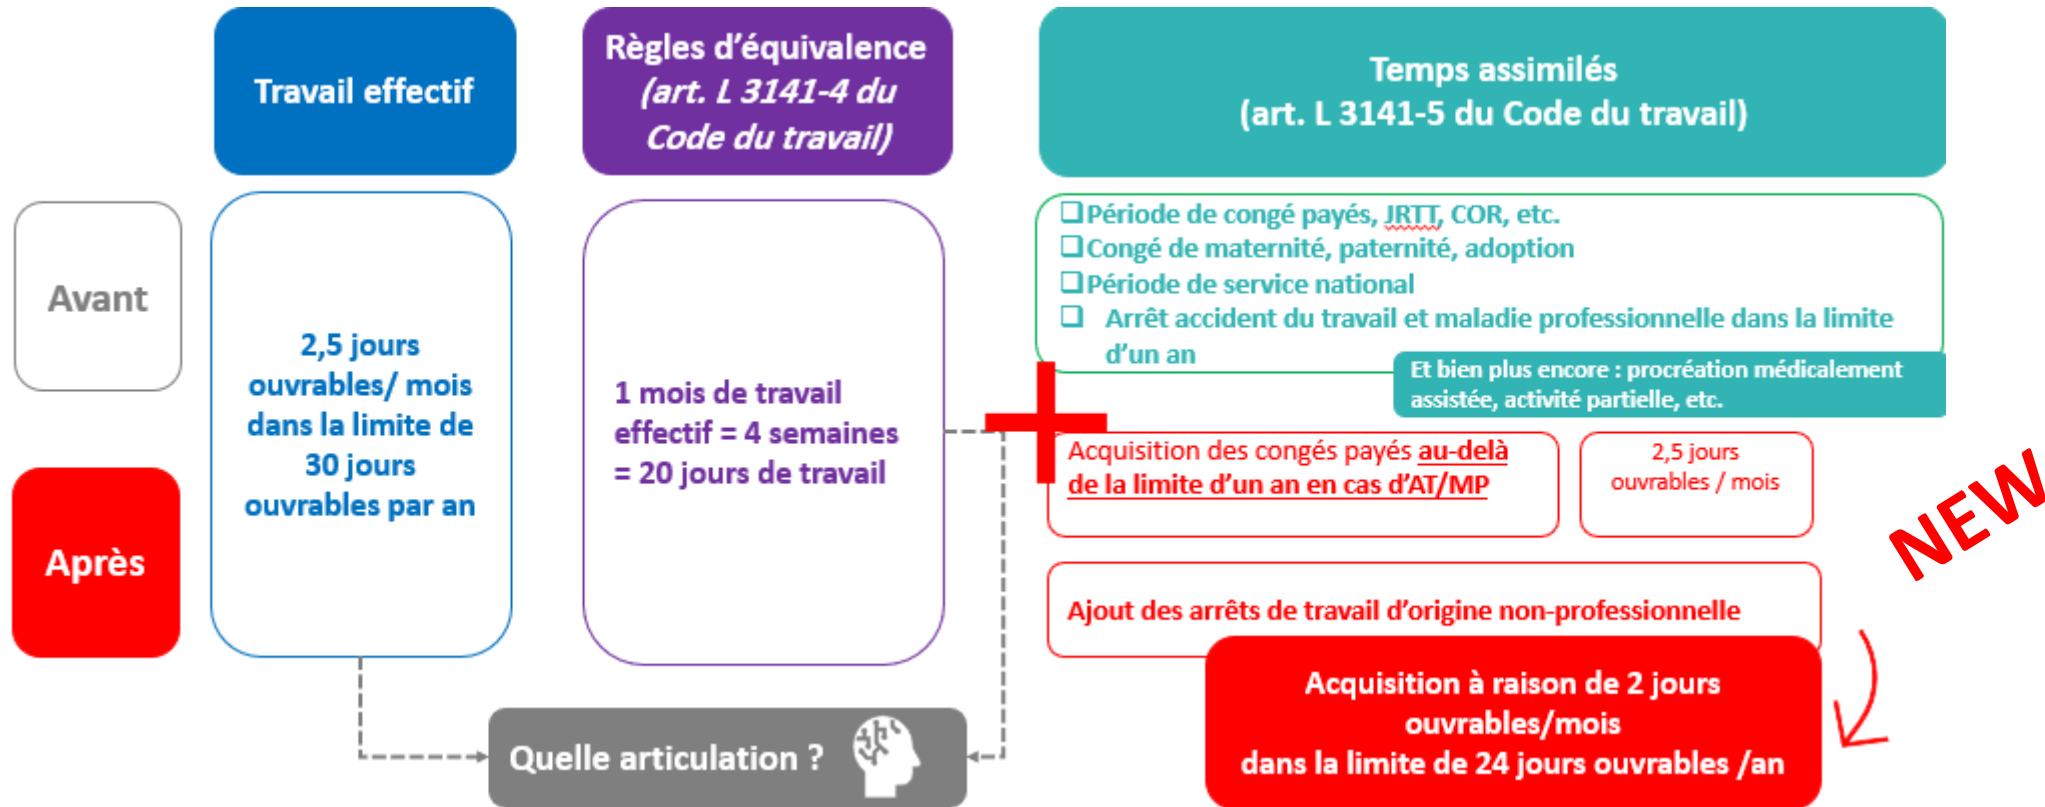 Travail effectif
Règles d’équivalence
(art. L 3141-4 du
Code du travail)
Temps assimilés
(art. L 3141-5 du Code du travail)
Avant
Après
2,5 jours
ouvrables/ mois
dans la limite de
30 jours
ouvrables par an
1 mois de travail
effectif = 4 semaines
= 20 jours de travail
Période de congé payés, JRTT, COR, etc.
Congé de maternité, paternité, adoption
Période de service national
Arrêt accident du travail et maladie professionnelle dans la limite
d’un an
Et bien plus encore : procréation médicalement
assistée, activité partielle, etc.
Acquisition des congés payés au-delà
de la limite d’un an en cas d’AT/MP
2,5 jours
ouvrables / mois
NEW
Ajout des arrêts de travail d’origine non-professionnelle
Acquisition à raison de 2 jours
ouvrables/mois
dans la limite de 24 jours ouvrables /an
Quelle articulation ?